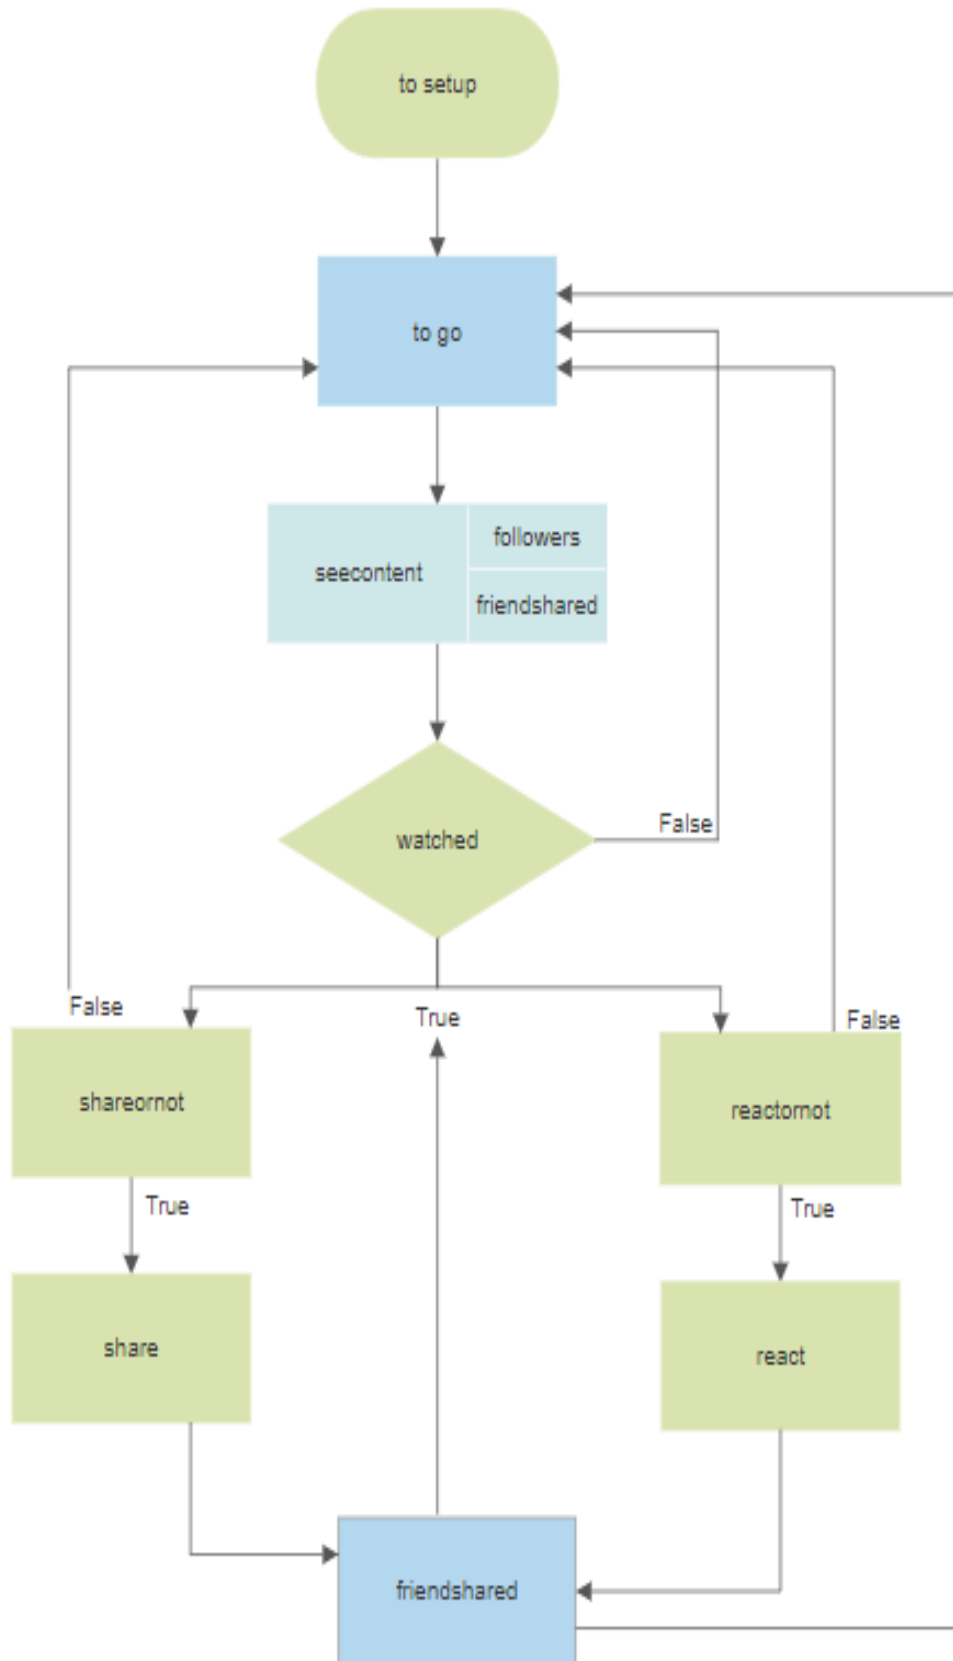 to setup
to go
followers
seecontent
friendshared
False
watched
False
True
False
shareornot
reactornot
True
True
share
react
friendshared